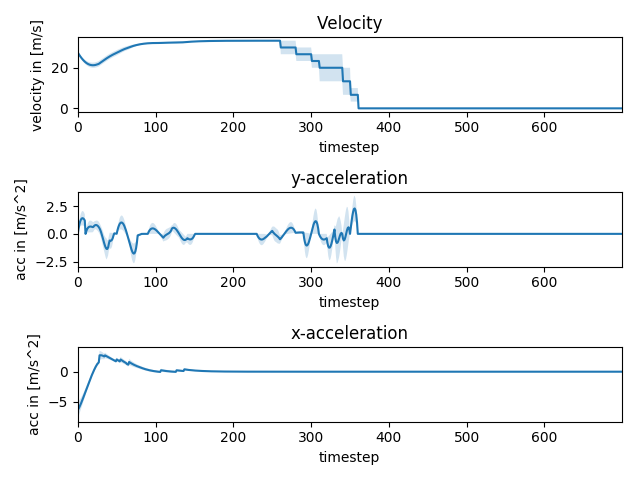 Velocity
velocity in [m/s]
20
0
0 100 200 300 400 500 600
timestep
y-acceleration
acc in [m/s^2]
2.5
0.0
−2.5
0 100 200 300 400 500 600
timestep
x-acceleration
acc in [m/s^2]
0
−5
0 100 200 300 400 500 600
timestep